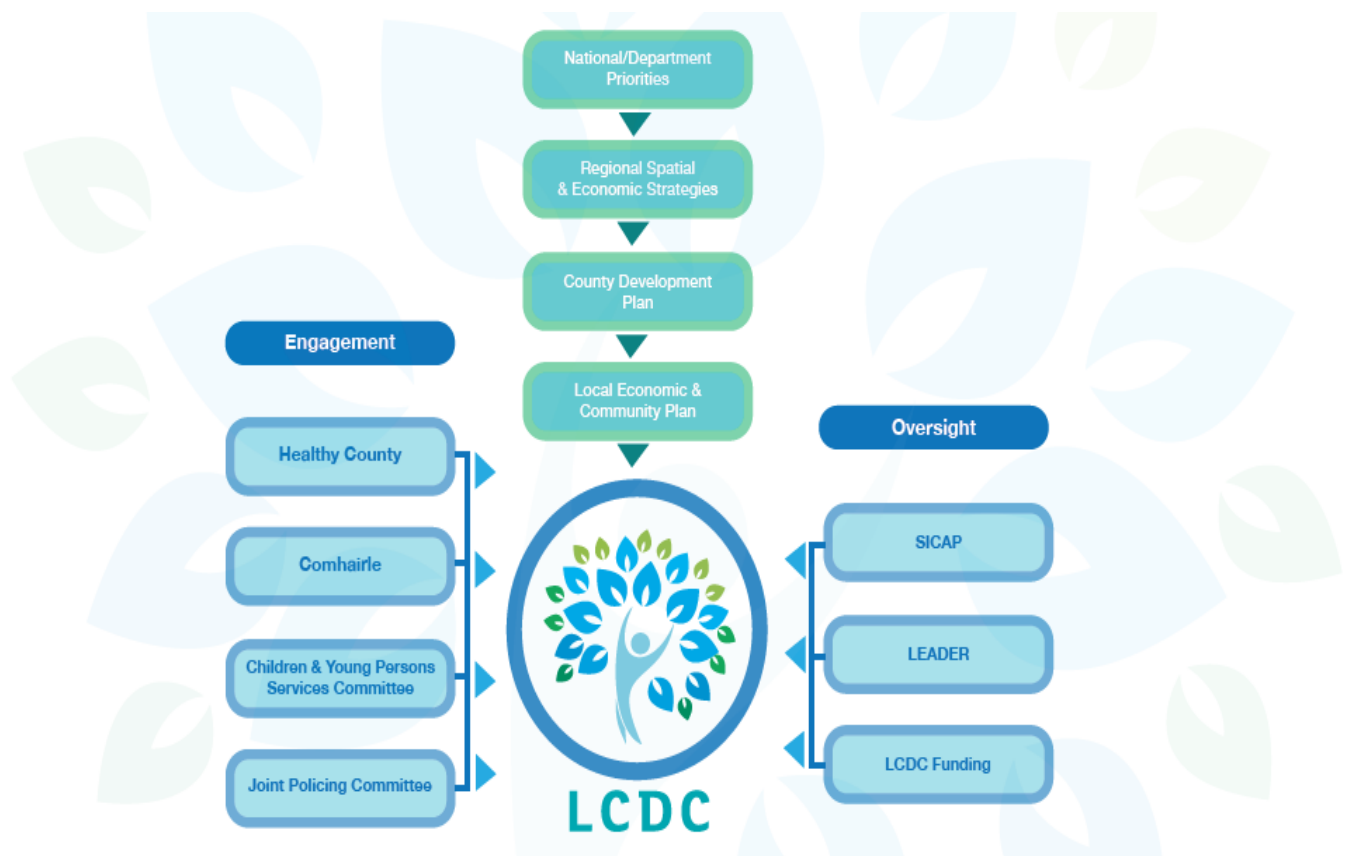 National/Department
Priorities
Regional Spatial
& Economic Strategies
County Development
Plan
Local Economic &
Community Plan
Engagement
Healthy County
Comhairle
Children & Young Persons
Services Committee
Joint Policing Committee
Oversight
SICAP
LEADER
LCDC Funding
LCDC